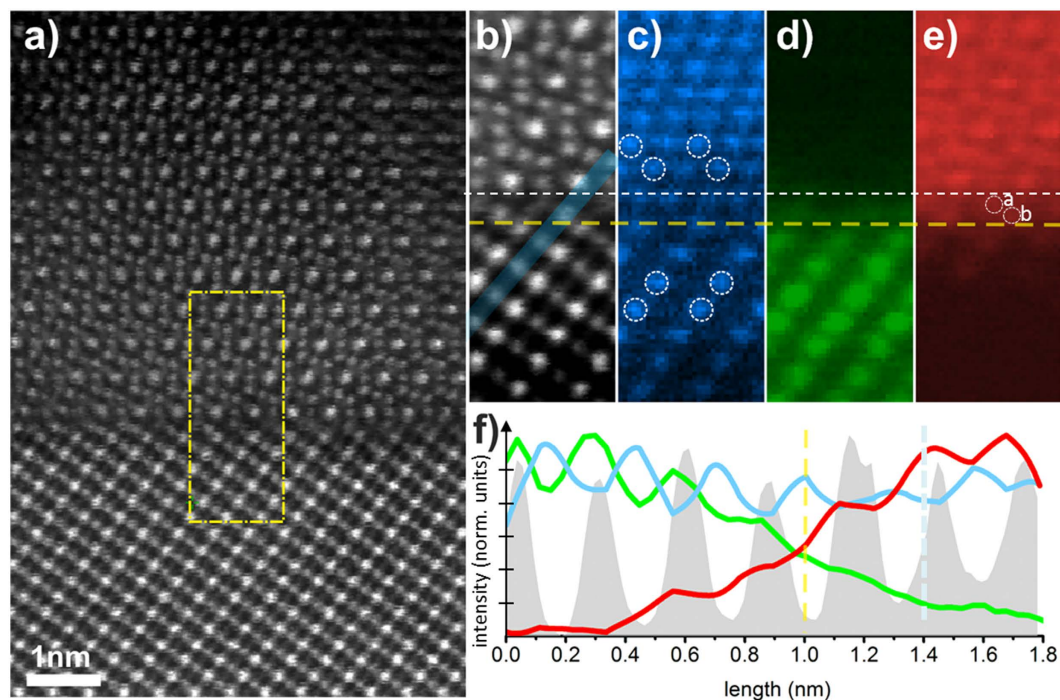 a)
1nm
b)
c)
d)
e)
a
b
f)
intensity (norm. units)
0.0 0.2 0.4 0.6 0.8 1.0 1.2 1.4 1.6 1.8
length (nm)